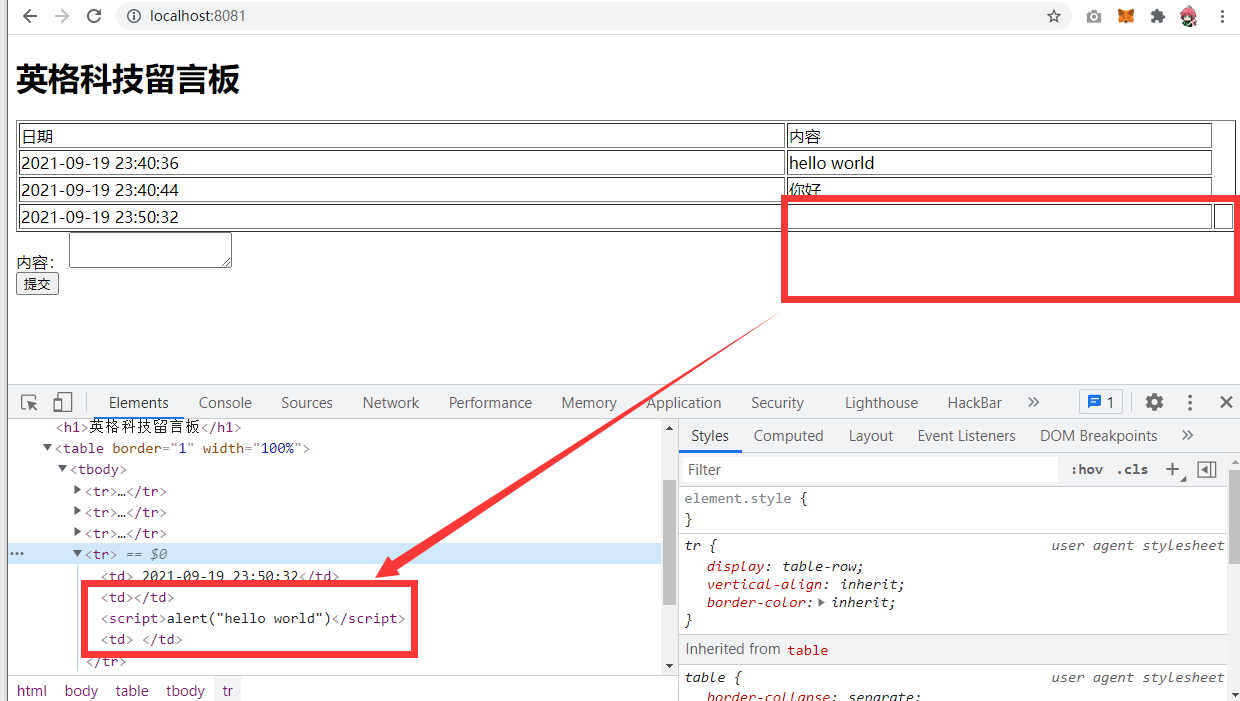 localhost:8081
英格科技留言板
日期 内容
2021-09-19 23:40:36 hello world
2021-09-19 23:40:44 你好
2021-09-19 23:50:32
内容：
提交
Elements Console Sources Network Performance Memory Application Security Lighthouse HackBar » 1
<h1>英格科技留言板</h1>
<table border="1" width="100%">
<tbody>
<tr>…</tr>
<tr>…</tr>
<tr>…</tr>
<tr> == $0
<td> 2021-09-19 23:50:32</td>
<td></td>
<script>alert("hello world")</script>
<td> </td>
</tr>
html body table tbody tr
Styles Computed Layout Event Listeners DOM Breakpoints »
Filter :hov .cls +
element.style {
}
tr { user agent stylesheet
display: table-row;
vertical-align: inherit;
border-color: inherit;
}
Inherited from table
table { user agent stylesheet
border-collapse: separate;